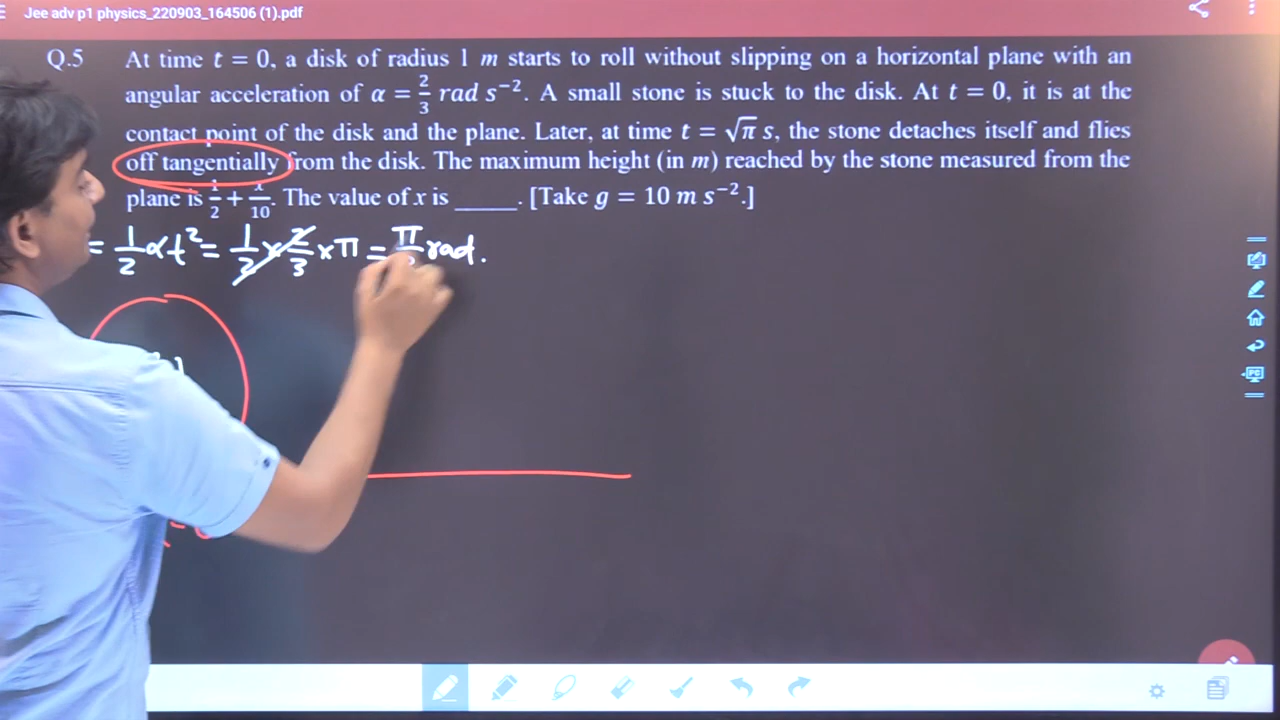 Jee adv p1 physics_220903_164506 (1).pdf
Q.5 At time t = 0, a disk of radius 1 m starts to roll without slipping on a horizontal plane with an
angular acceleration of α = 2/3 rad s⁻². A small stone is stuck to the disk. At t = 0, it is at the
contact point of the disk and the plane. Later, at time t = √π s, the stone detaches itself and flies
off tangentially from the disk. The maximum height (in m) reached by the stone measured from the
plane is 1/2 + x/10. The value of x is _____. [Take g = 10 m s⁻².]
= 1/2 αt² = 1/2 × 2/3 × π = π rad.